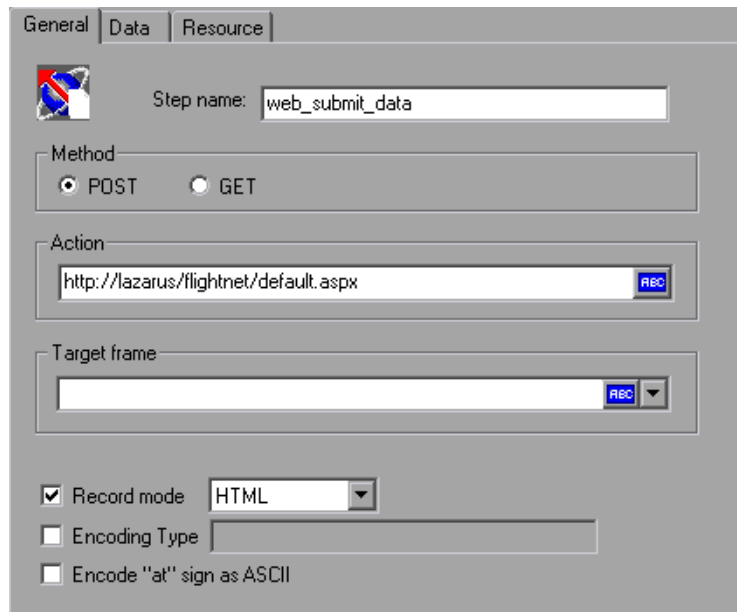 General Data Resource
Step name: web_submit_data
Method
POST GET
Action
http://lazarus/flightnet/default.aspx ABC
Target frame
ABC
Record mode HTML
Encoding Type
Encode "at" sign as ASCII